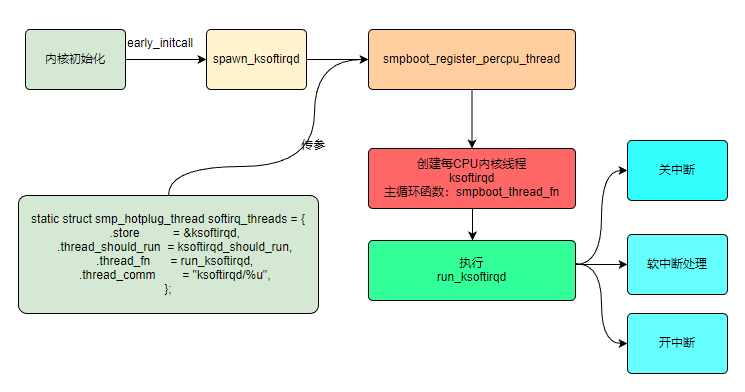 内核初始化
early_initcall
spawn_ksoftirqd
smpboot_register_percpu_thread
传参
创建每CPU内核线程
ksoftirqd
主循环函数：smpboot_thread_fn
关中断
static struct smp_hotplug_thread softirq_threads = {
.store = &ksoftirqd,
.thread_should_run = ksoftirqd_should_run,
.thread_fn = run_ksoftirqd,
.thread_comm = "ksoftirqd/%u",
};
执行
run_ksoftirqd
软中断处理
开中断